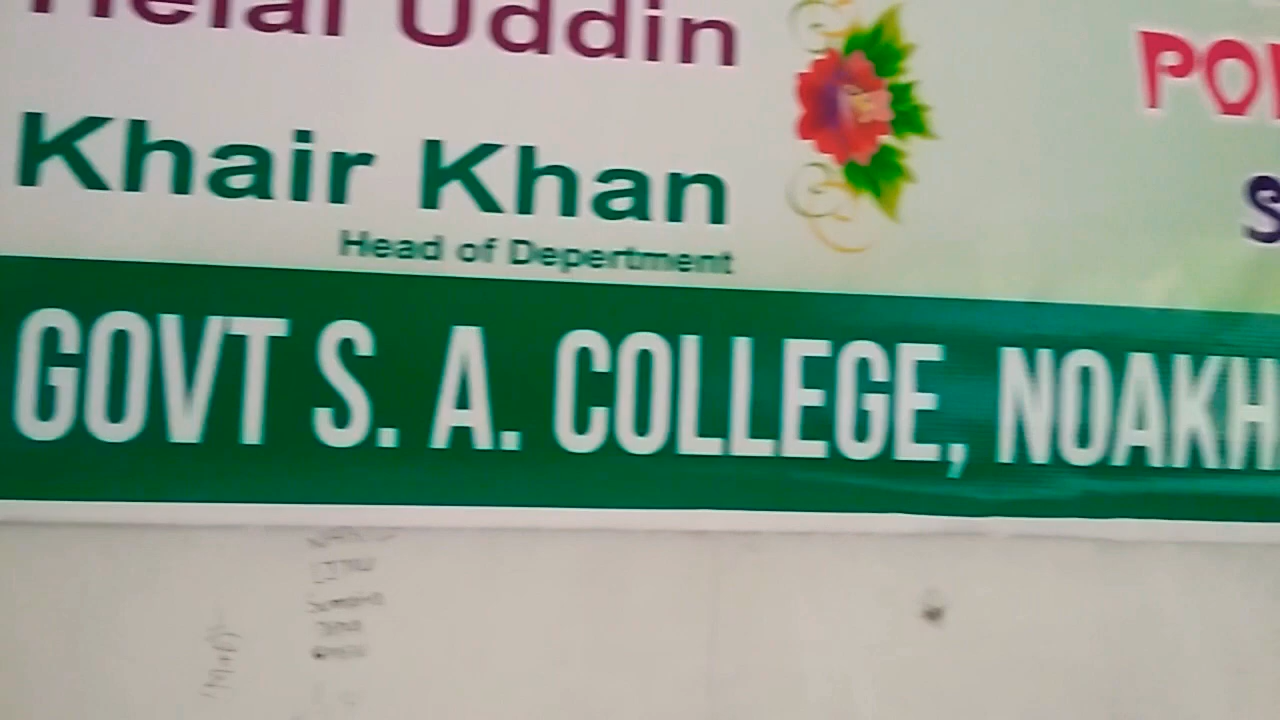 Helal Uddin
Khair Khan
Head of Depertment
GOVT S. A. COLLEGE, NOAKH